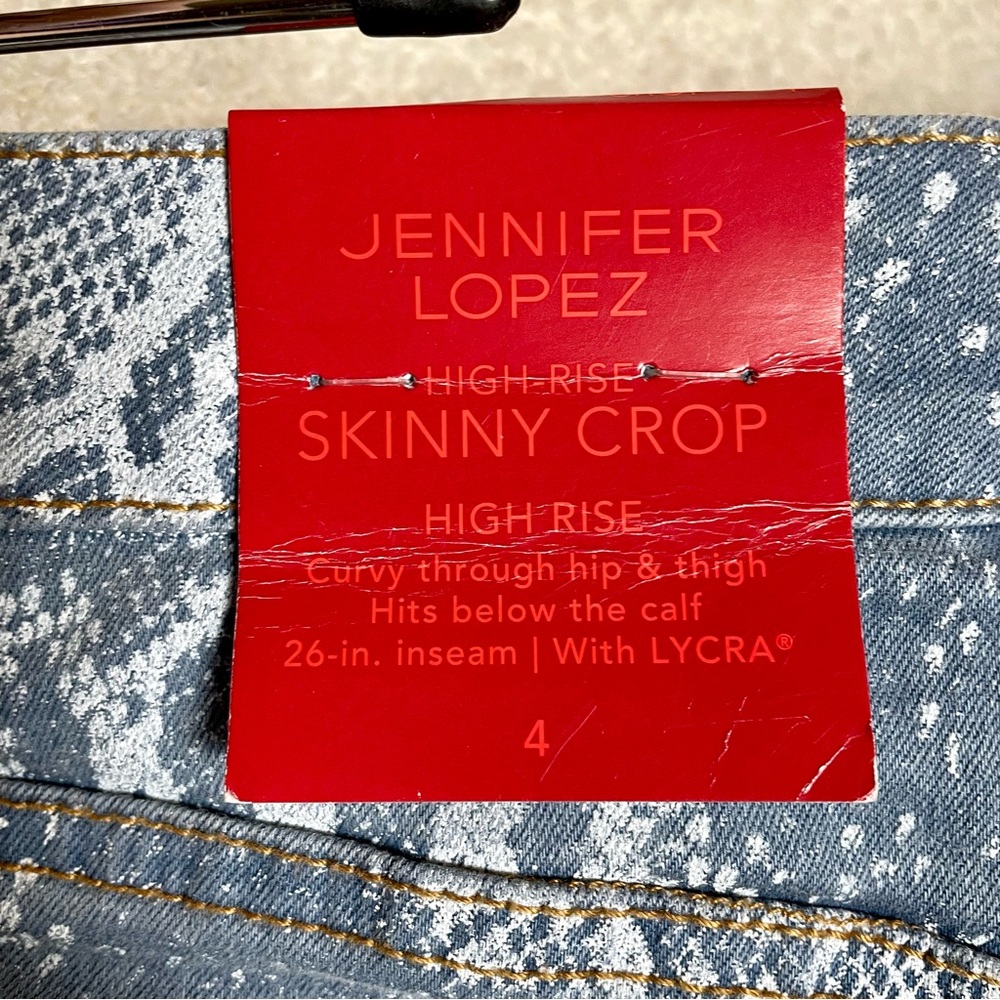 JENNIFER
LOPEZ
HIGH-RISE
SKINNY CROP
HIGH RISE
Curvy through hip & thigh
Hits below the calf
26-in. inseam | With LYCRA®
4